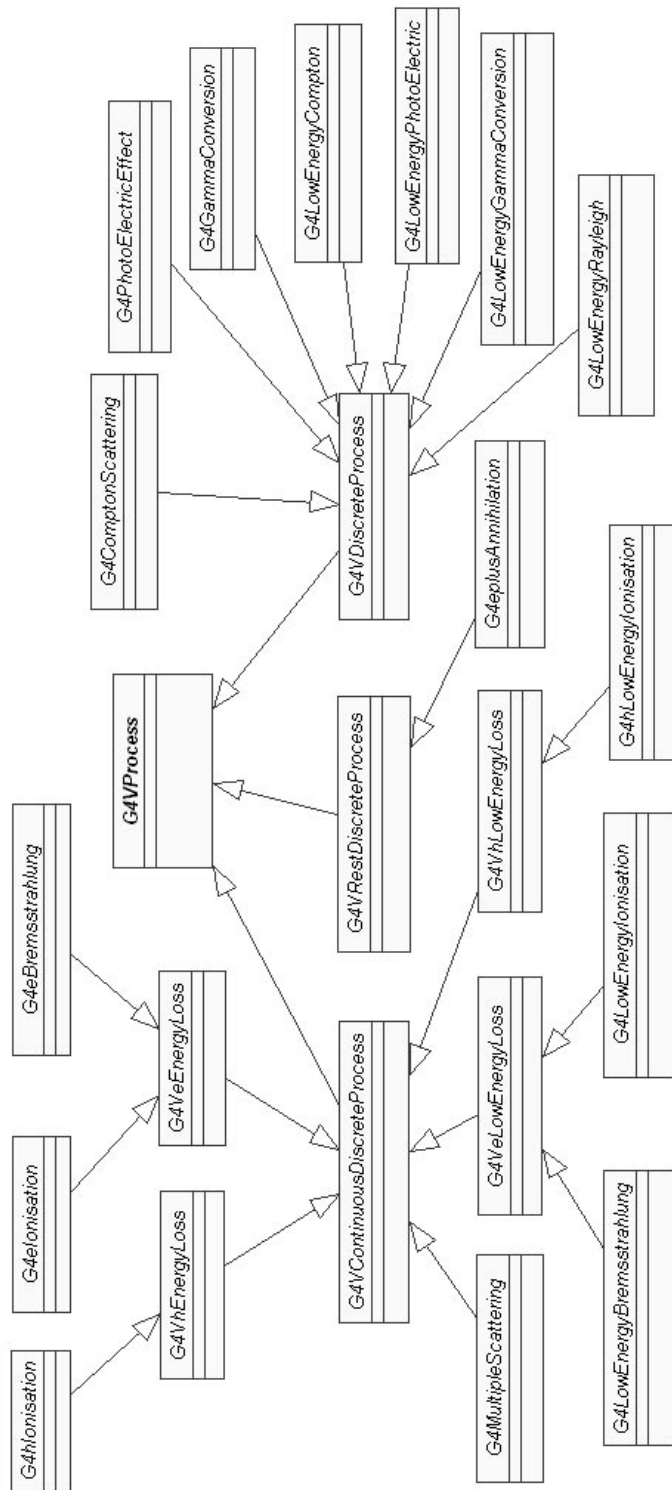 G4hIonisation
G4eIonisation
G4eBremsstrahlung
G4ComptonScattering
G4PhotoElectricEffect
G4VProcess
G4VhEnergyLoss
G4VeEnergyLoss
G4GammaConversion
G4LowEnergyCompton
G4VContinuousDiscreteProcess
G4VRestDiscreteProcess
G4VDiscreteProcess
G4LowEnergyPhotoElectric
G4MultipleScattering
G4VeLowEnergyLoss
G4VhLowEnergyLoss
G4eplusAnnihilation
G4LowEnergyGammaConversion
G4LowEnergyBremsstrahlung
G4LowEnergyIonisation
G4hLowEnergyIonisation
G4LowEnergyRayleigh